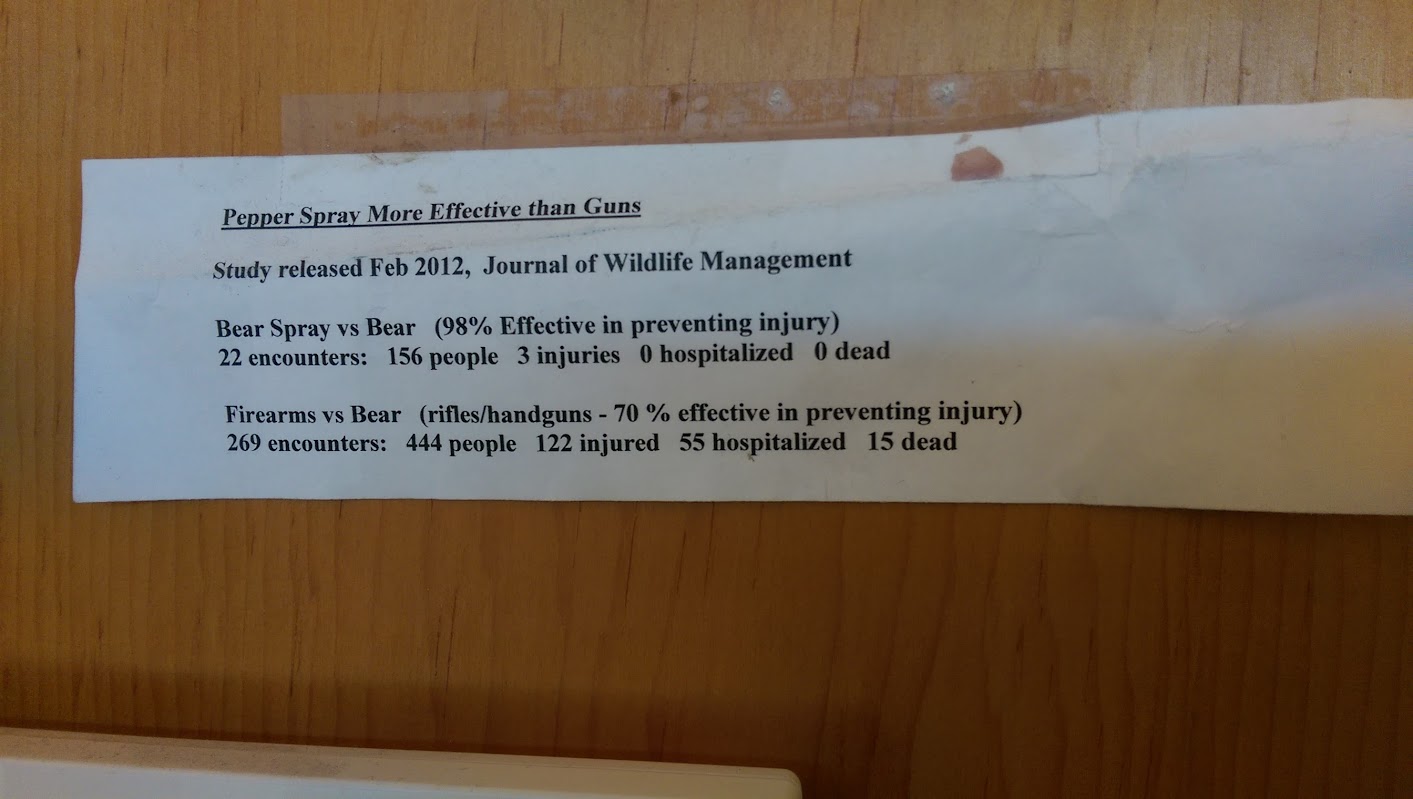 Pepper Spray More Effective than Guns
Study released Feb 2012, Journal of Wildlife Management
Bear Spray vs Bear (98% Effective in preventing injury)
22 encounters: 156 people 3 injuries 0 hospitalized 0 dead
Firearms vs Bear (rifles/handguns - 70 % effective in preventing injury)
269 encounters: 444 people 122 injured 55 hospitalized 15 dead